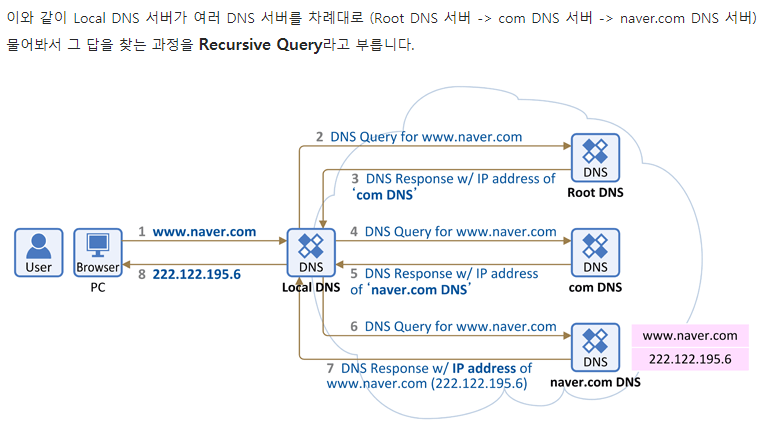 이와 같이 Local DNS 서버가 여러 DNS 서버를 차례대로 (Root DNS 서버 -> com DNS 서버 -> naver.com DNS 서버)
물어봐서 그 답을 찾는 과정을 Recursive Query라고 부릅니다.
2 DNS Query for www.naver.com
DNS
Root DNS
3 DNS Response w/ IP address of
‘com DNS’
User
Browser
PC
1 www.naver.com
8 222.122.195.6
DNS
Local DNS
4 DNS Query for www.naver.com
5 DNS Response w/ IP address
of ‘naver.com DNS’
DNS
com DNS
6 DNS Query for www.naver.com
7 DNS Response w/ IP address of
www.naver.com (222.122.195.6)
DNS
naver.com DNS
www.naver.com
222.122.195.6